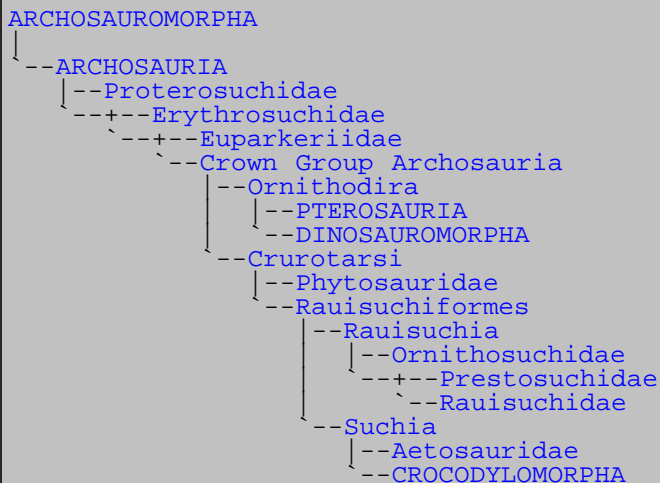 ARCHOSAUROMORPHA
|
`--ARCHOSAURIA
   |--Proterosuchidae
   `--+--Erythrosuchidae
      `--+--Euparkeriidae
         `--Crown Group Archosauria
            |--Ornithodira
            |  |--PTEROSAURIA
            |  `--DINOSAUROMORPHA
            `--Crurotarsi
               |--Phytosauridae
               `--Rauisuchiformes
                  |--Rauisuchia
                  |  |--Ornithosuchidae
                  |  `--+--Prestosuchidae
                  |     `--Rauisuchidae
                  `--Suchia
                     |--Aetosauridae
                     `--CROCODYLOMORPHA